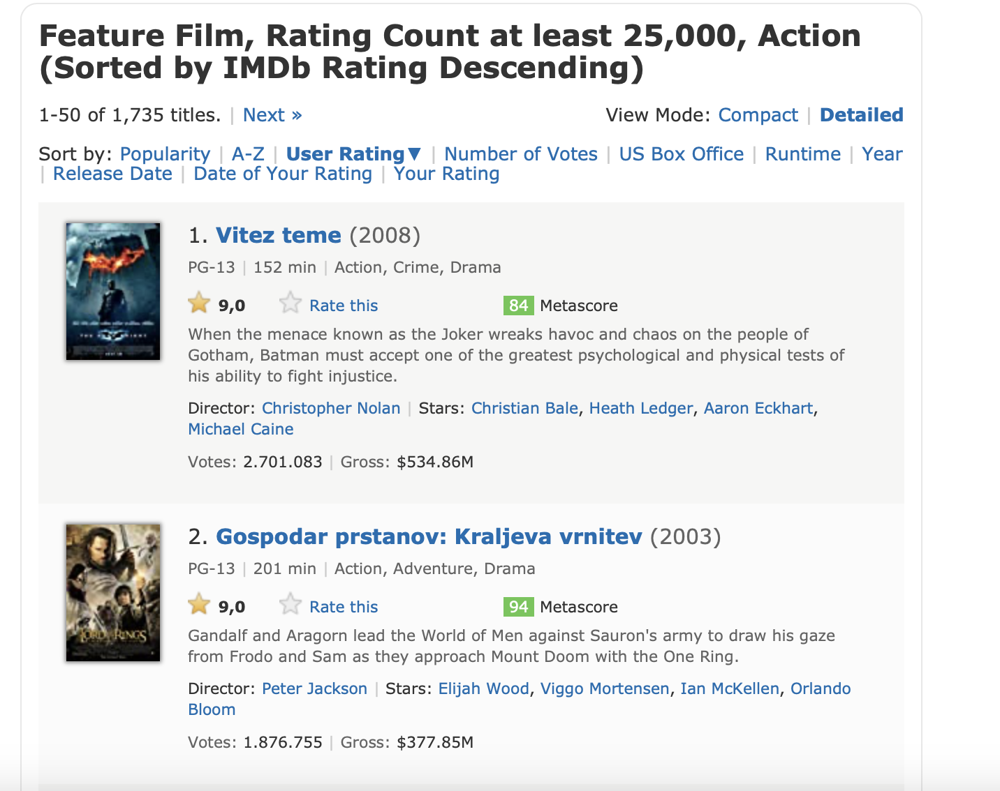 Feature Film, Rating Count at least 25,000, Action
(Sorted by IMDb Rating Descending)
1-50 of 1,735 titles. | Next »
View Mode: Compact | Detailed
Sort by: Popularity | A-Z | User Rating▼ | Number of Votes | US Box Office | Runtime | Year
| Release Date | Date of Your Rating | Your Rating
1. Vitez teme (2008)
PG-13 | 152 min | Action, Crime, Drama
9,0 Rate this 84 Metascore
When the menace known as the Joker wreaks havoc and chaos on the people of
Gotham, Batman must accept one of the greatest psychological and physical tests of
his ability to fight injustice.
Director: Christopher Nolan | Stars: Christian Bale, Heath Ledger, Aaron Eckhart,
Michael Caine
Votes: 2.701.083 | Gross: $534.86M
2. Gospodar prstanov: Kraljeva vrnitev (2003)
PG-13 | 201 min | Action, Adventure, Drama
9,0 Rate this 94 Metascore
Gandalf and Aragorn lead the World of Men against Sauron's army to draw his gaze
from Frodo and Sam as they approach Mount Doom with the One Ring.
Director: Peter Jackson | Stars: Elijah Wood, Viggo Mortensen, Ian McKellen, Orlando
Bloom
Votes: 1.876.755 | Gross: $377.85M